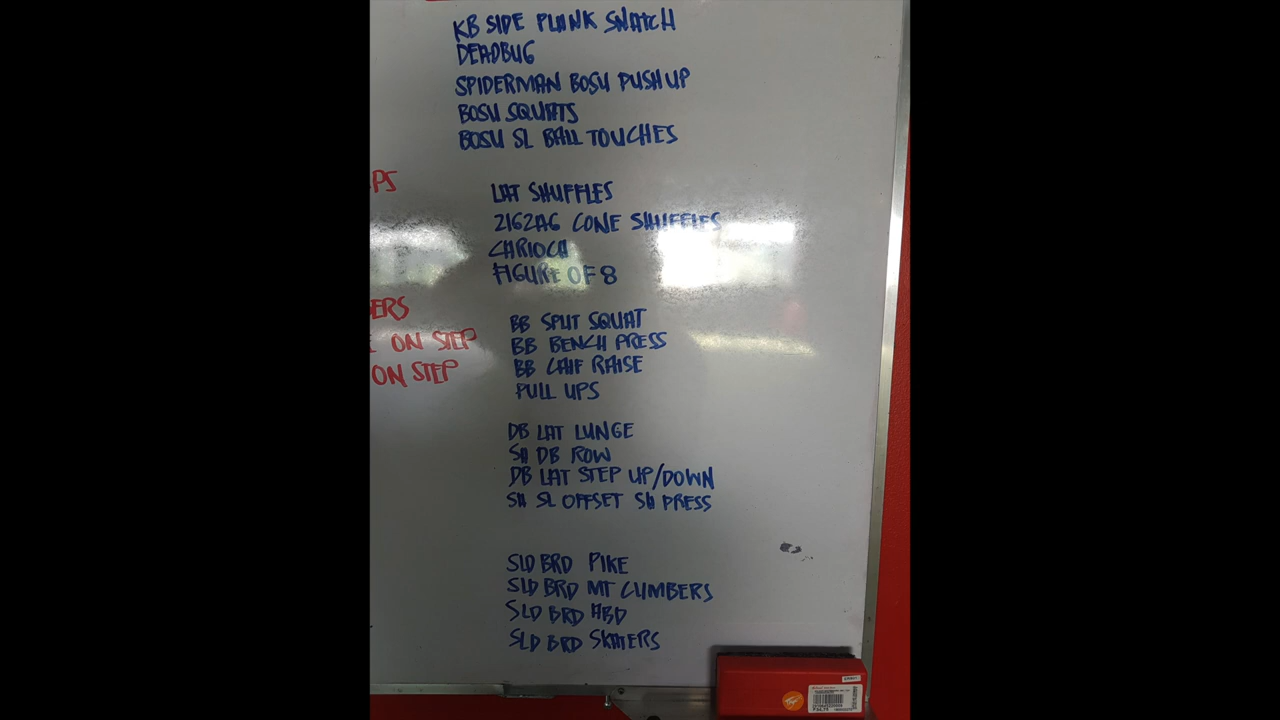 KB SIDE PLANK SNATCH
DEADBUG
SPIDERMAN BOSU PUSH UP
BOSU SQUATS
BOSU SL BALL TOUCHES
PS
LAT SHUFFLES
CONE SHUFFLES
CARIOCA
FIGURE OF 8
ERS
E ON STEP
ON STEP
BB SPLIT SQUAT
BB BENCH PRESS
BB CALF RAISE
PULL UPS
DB LAT LUNGE
SA DB ROW
DB LAT STEP UP/DOWN
SA SL OFFSET SH PRESS
SLD BRD PIKE
SLD BRD MT CLIMBERS
SLD BRD ABD
SLD BRD SKATERS